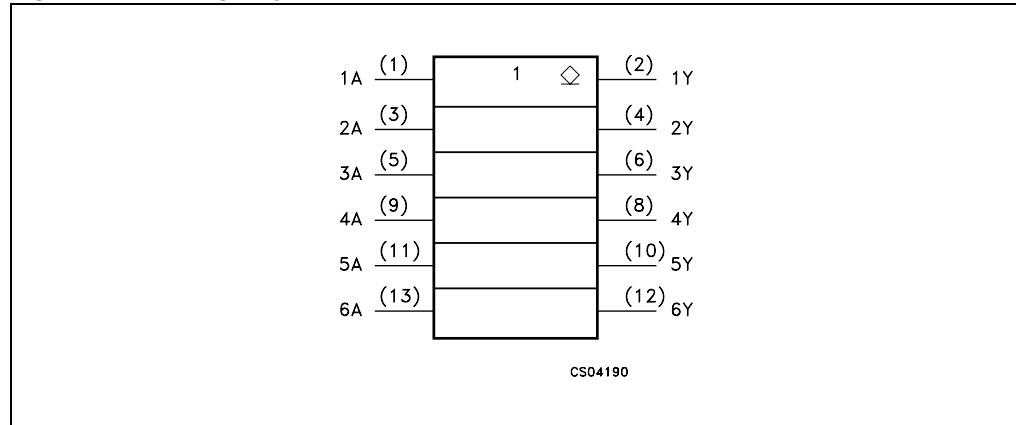 1A (1) 1 (2) 1Y
2A (3) (4) 2Y
3A (5) (6) 3Y
4A (9) (8) 4Y
5A (11) (10) 5Y
6A (13) (12) 6Y
CS04190